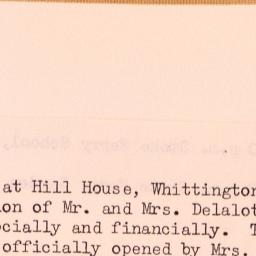 at Hill House, Whittington
ion of Mr. and Mrs. Delalot
ocially and financially. T
officially opened by Mrs.